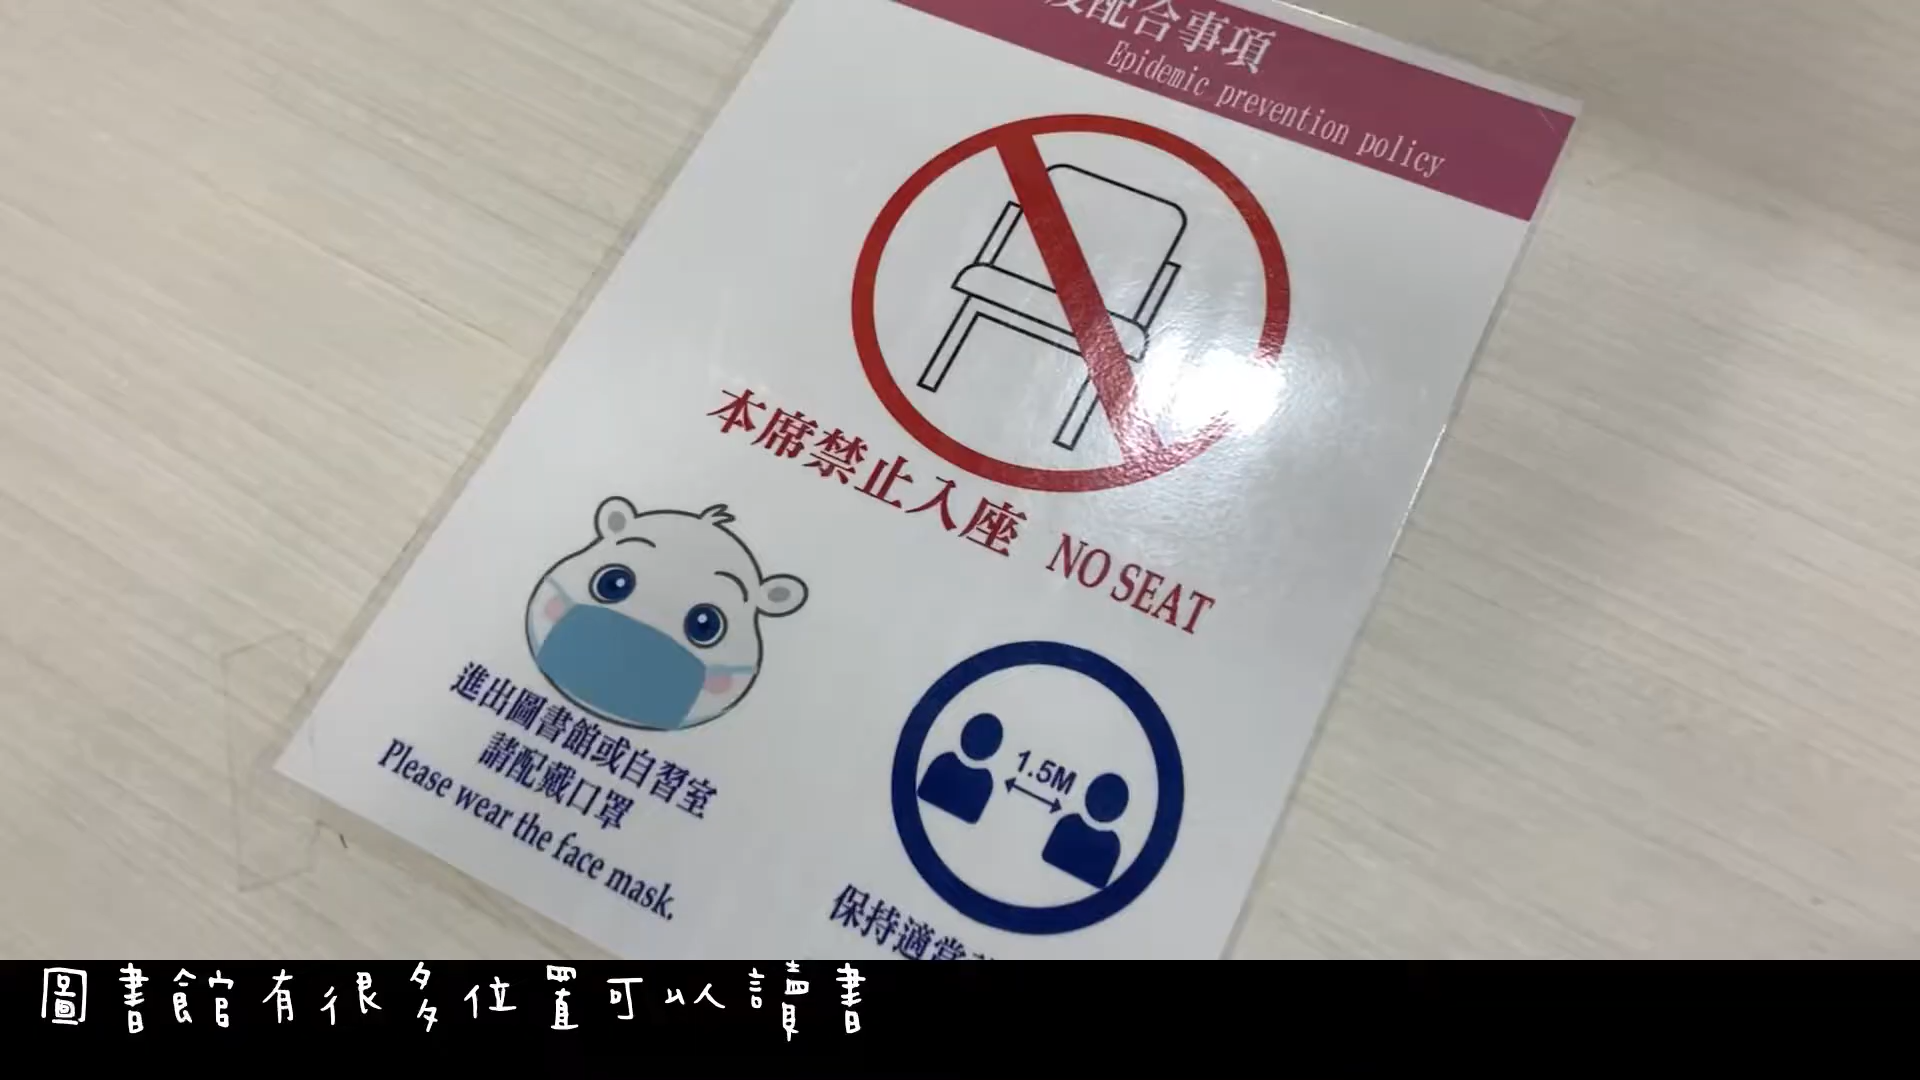 配合事項
Epidemic prevention policy
本席禁止入座 NO SEAT
進出圖書館或自習室
請配戴口罩
Please wear the face mask.
1.5M
保持適當
圖書館有很多位置可以讀書